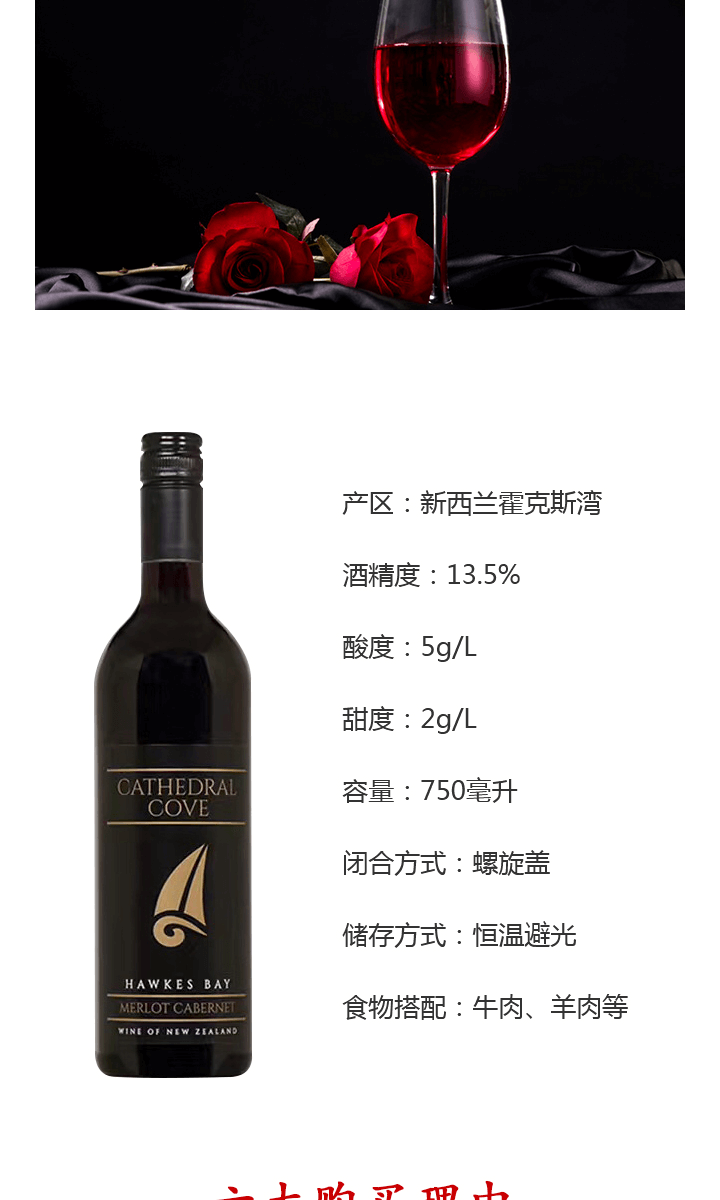 产区：新西兰霍克斯湾
酒精度：13.5%
酸度：5g/L
甜度：2g/L
容量：750毫升
闭合方式：螺旋盖
储存方式：恒温避光
食物搭配：牛肉、羊肉等
CATHEDRAL
COVE
HAWKES BAY
MERLOT CABERNET
WINE OF NEW ZEALAND